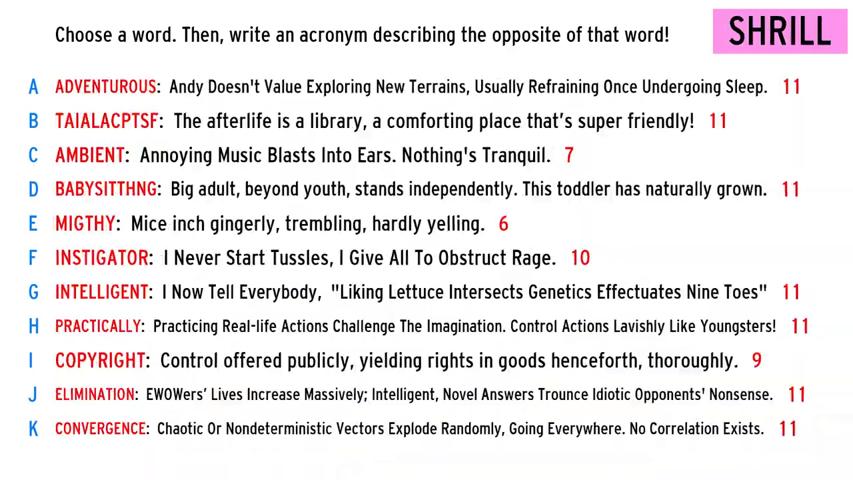 Choose a word. Then, write an acronym describing the opposite of that word!
SHRILL
A ADVENTUROUS: Andy Doesn't Value Exploring New Terrains, Usually Refraining Once Undergoing Sleep. 11
B TAIALACPTSF: The afterlife is a library, a comforting place that's super friendly! 11
C AMBIENT: Annoying Music Blasts Into Ears. Nothing's Tranquil. 7
D BABYSITTHNG: Big adult, beyond youth, stands independently. This toddler has naturally grown. 11
E MIGTHY: Mice inch gingerly, trembling, hardly yelling. 6
F INSTIGATOR: I Never Start Tussles, I Give All To Obstruct Rage. 10
G INTELLIGENT: I Now Tell Everybody, "Liking Lettuce Intersects Genetics Effectuates Nine Toes" 11
H PRACTICALLY: Practicing Real-life Actions Challenge The Imagination. Control Actions Lavishly Like Youngsters! 11
I COPYRIGHT: Control offered publicly, yielding rights in goods henceforth, thoroughly. 9
J ELIMINATION: EWOWers' Lives Increase Massively; Intelligent, Novel Answers Trounce Idiotic Opponents' Nonsense. 11
K CONVERGENCE: Chaotic Or Nondeterministic Vectors Explode Randomly, Going Everywhere. No Correlation Exists. 11